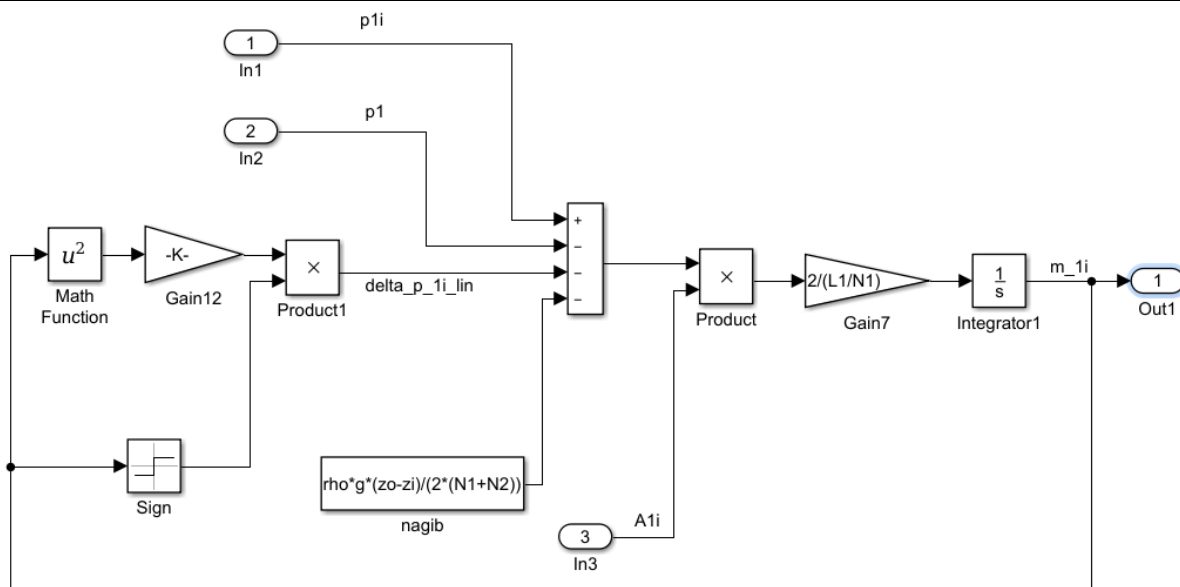 p1i
1
In1
p1
2
In2
+
−
−
−
u²
Math
Function
-K-
Gain12
×
Product1
delta_p_1i_lin
×
Product
2/(L1/N1)
Gain7
1
s
Integrator1
m_1i
1
Out1
Sign
rho*g*(zo-zi)/(2*(N1+N2))
nagib
A1i
3
In3